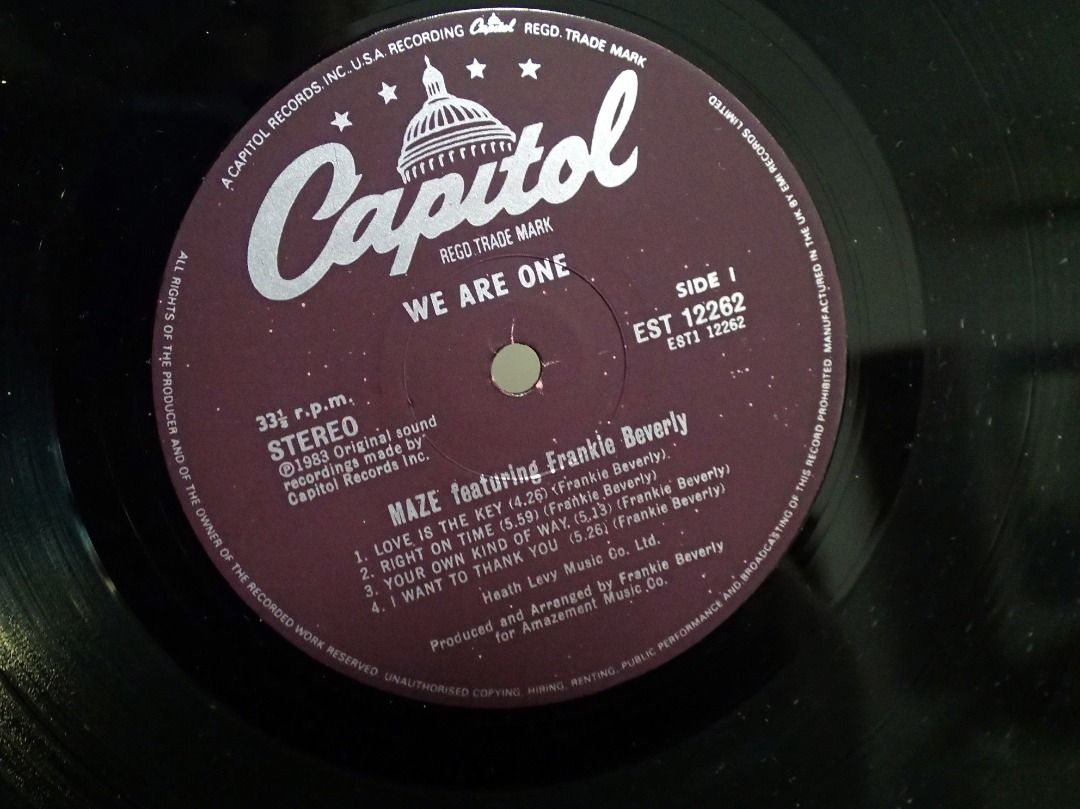 A CAPITOL RECORDS, INC., U.S.A. RECORDING Capitol REGD. TRADE MARK
Capitol
REGD. TRADE MARK
WE ARE ONE
SIDE 1
EST 12262
EST1 12262
33⅓ r.p.m.
STEREO
Ⓟ1983 Original sound
recordings made by
Capitol Records Inc.
MAZE featuring Frankie Beverly
1. LOVE IS THE KEY (4.26) (Frankie Beverly)
2. RIGHT ON TIME (5.59) (Frankie Beverly)
3. YOUR OWN KIND OF WAY (5.13) (Frankie Beverly)
4. I WANT TO THANK YOU (5.26) (Frankie Beverly)
Heath Levy Music Co. Ltd.
Produced and Arranged by Frankie Beverly
for Amazement Music Co.
ALL RIGHTS OF THE PRODUCER AND OF THE OWNER OF THE RECORDED WORK RESERVED. UNAUTHORISED COPYING, HIRING, RENTING, PUBLIC PERFORMANCE AND BROADCASTING OF THIS RECORD PROHIBITED. MANUFACTURED IN THE UK BY EMI RECORDS LIMITED.